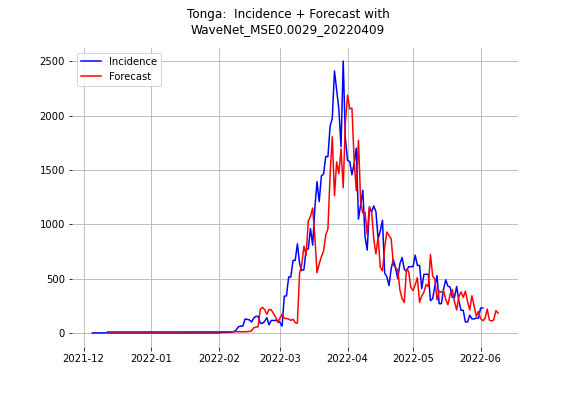 Tonga:  Incidence + Forecast with
WaveNet_MSE0.0029_20220409
Incidence
Forecast
2500
2000
1500
1000
500
0
2021-12 2022-01 2022-02 2022-03 2022-04 2022-05 2022-06